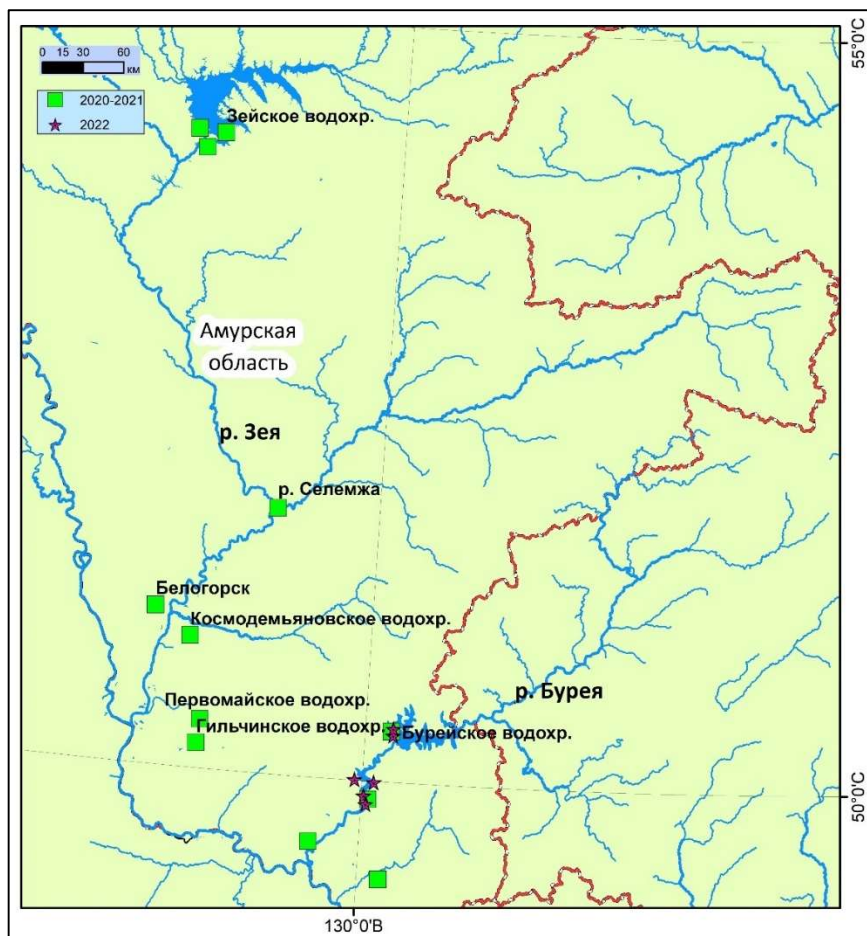 0 15 30 60
км
55°0'С
2020-2021
2022
Зейское водохр.
Амурская
область
р. Зея
р. Селемжа
Белогорск
Космодемьяновское водохр.
Первомайское водохр.
р. Бурея
Гильчинское водохр.
Бурейское водохр.
50°0'С
130°0'В